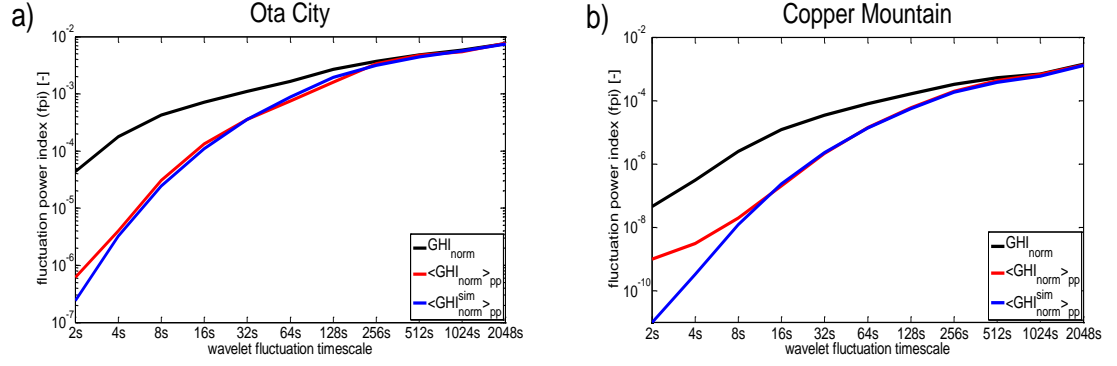 a)
Ota City
fluctuation power index (fpi) [-]
10^-2
10^-3
10^-4
10^-5
10^-6
10^-7
2s 4s 8s 16s 32s 64s 128s 256s 512s 1024s 2048s
wavelet fluctuation timescale
GHI_norm
<GHI_norm>_pp
<GHI^sim_norm>_pp
b)
Copper Mountain
fluctuation power index (fpi) [-]
10^-2
10^-4
10^-6
10^-8
10^-10
2s 4s 8s 16s 32s 64s 128s 256s 512s 1024s 2048s
wavelet fluctuation timescale
GHI_norm
<GHI_norm>_pp
<GHI^sim_norm>_pp